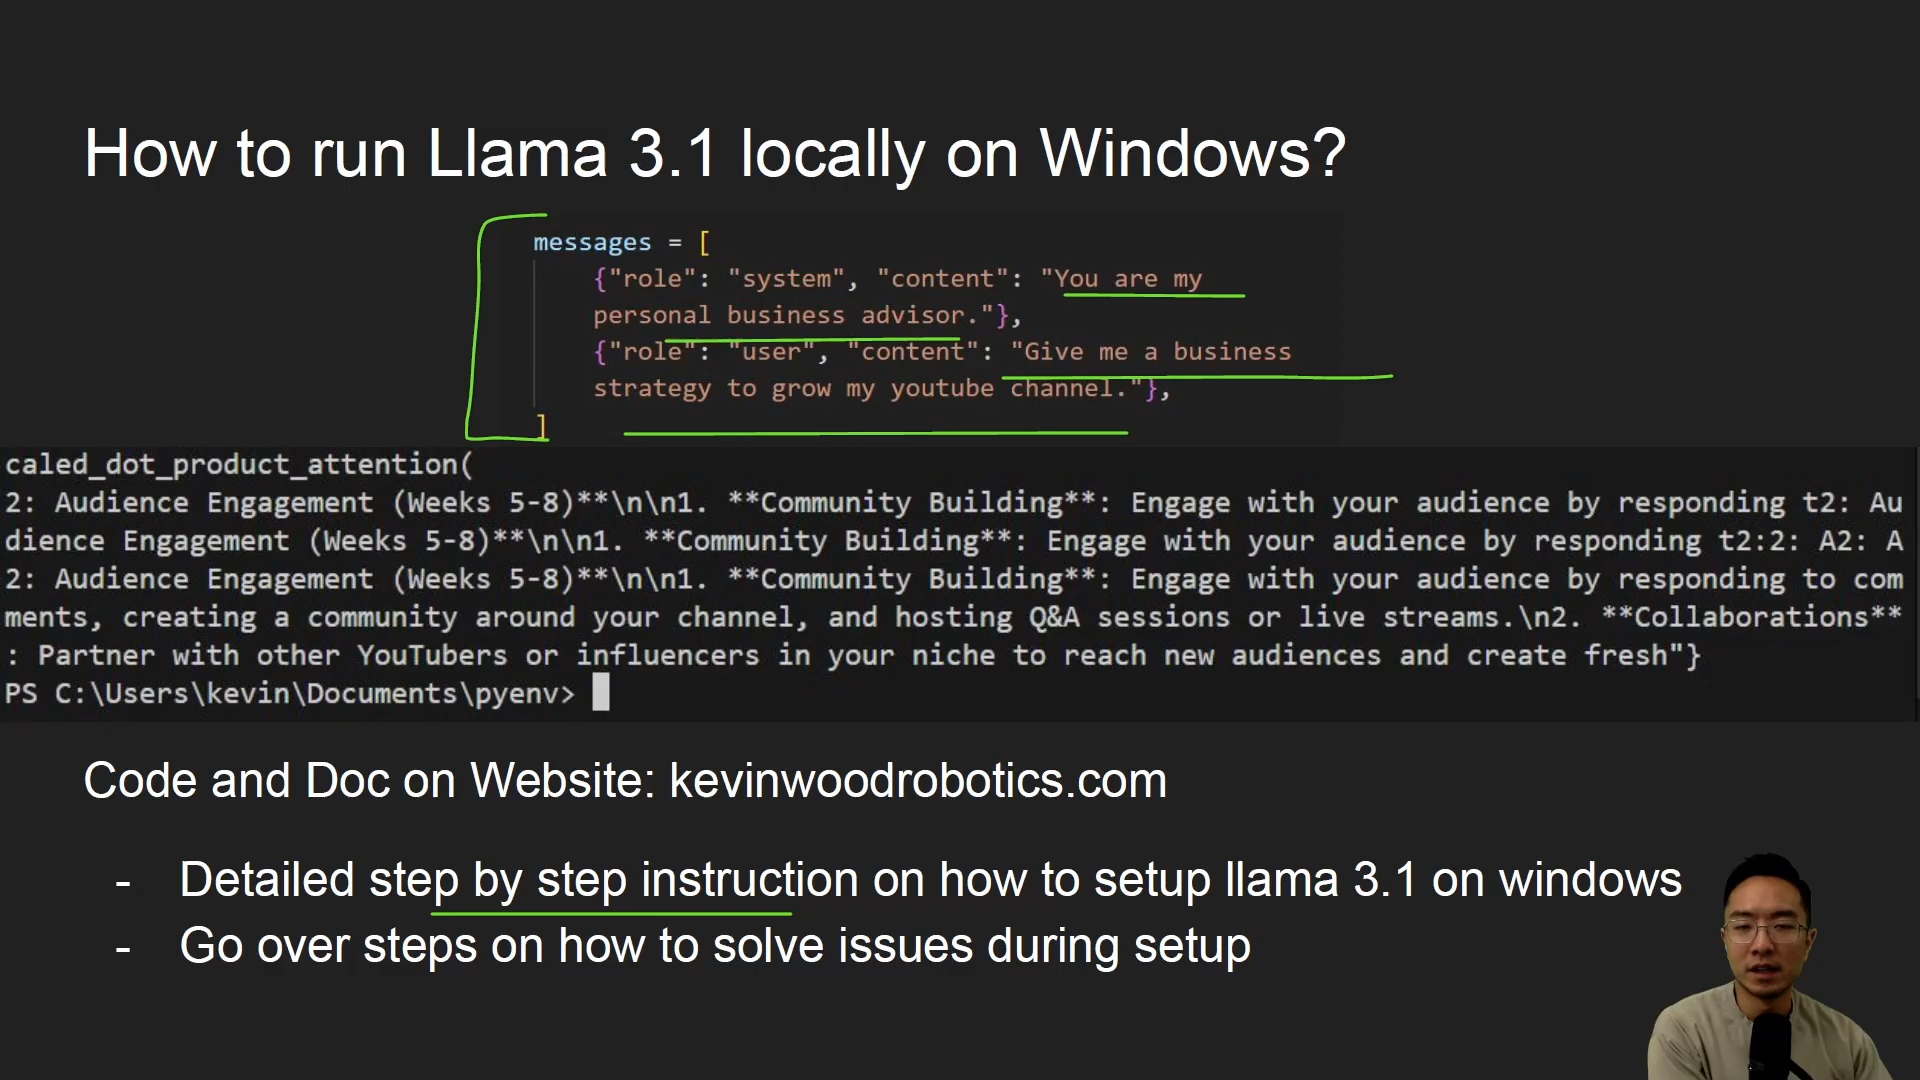 How to run Llama 3.1 locally on Windows?
messages = [
{"role": "system", "content": "You are my
personal business advisor."},
{"role": "user", "content": "Give me a business
strategy to grow my youtube channel."},
]
caled_dot_product_attention(
2: Audience Engagement (Weeks 5-8)**\n\n1. **Community Building**: Engage with your audience by responding t2: Au
dience Engagement (Weeks 5-8)**\n\n1. **Community Building**: Engage with your audience by responding t2:2: A2: A
2: Audience Engagement (Weeks 5-8)**\n\n1. **Community Building**: Engage with your audience by responding to com
ments, creating a community around your channel, and hosting Q&A sessions or live streams.\n2. **Collaborations**
: Partner with other YouTubers or influencers in your niche to reach new audiences and create fresh"}
PS C:\Users\kevin\Documents\pyenv>
Code and Doc on Website: kevinwoodrobotics.com
- Detailed step by step instruction on how to setup llama 3.1 on windows
- Go over steps on how to solve issues during setup